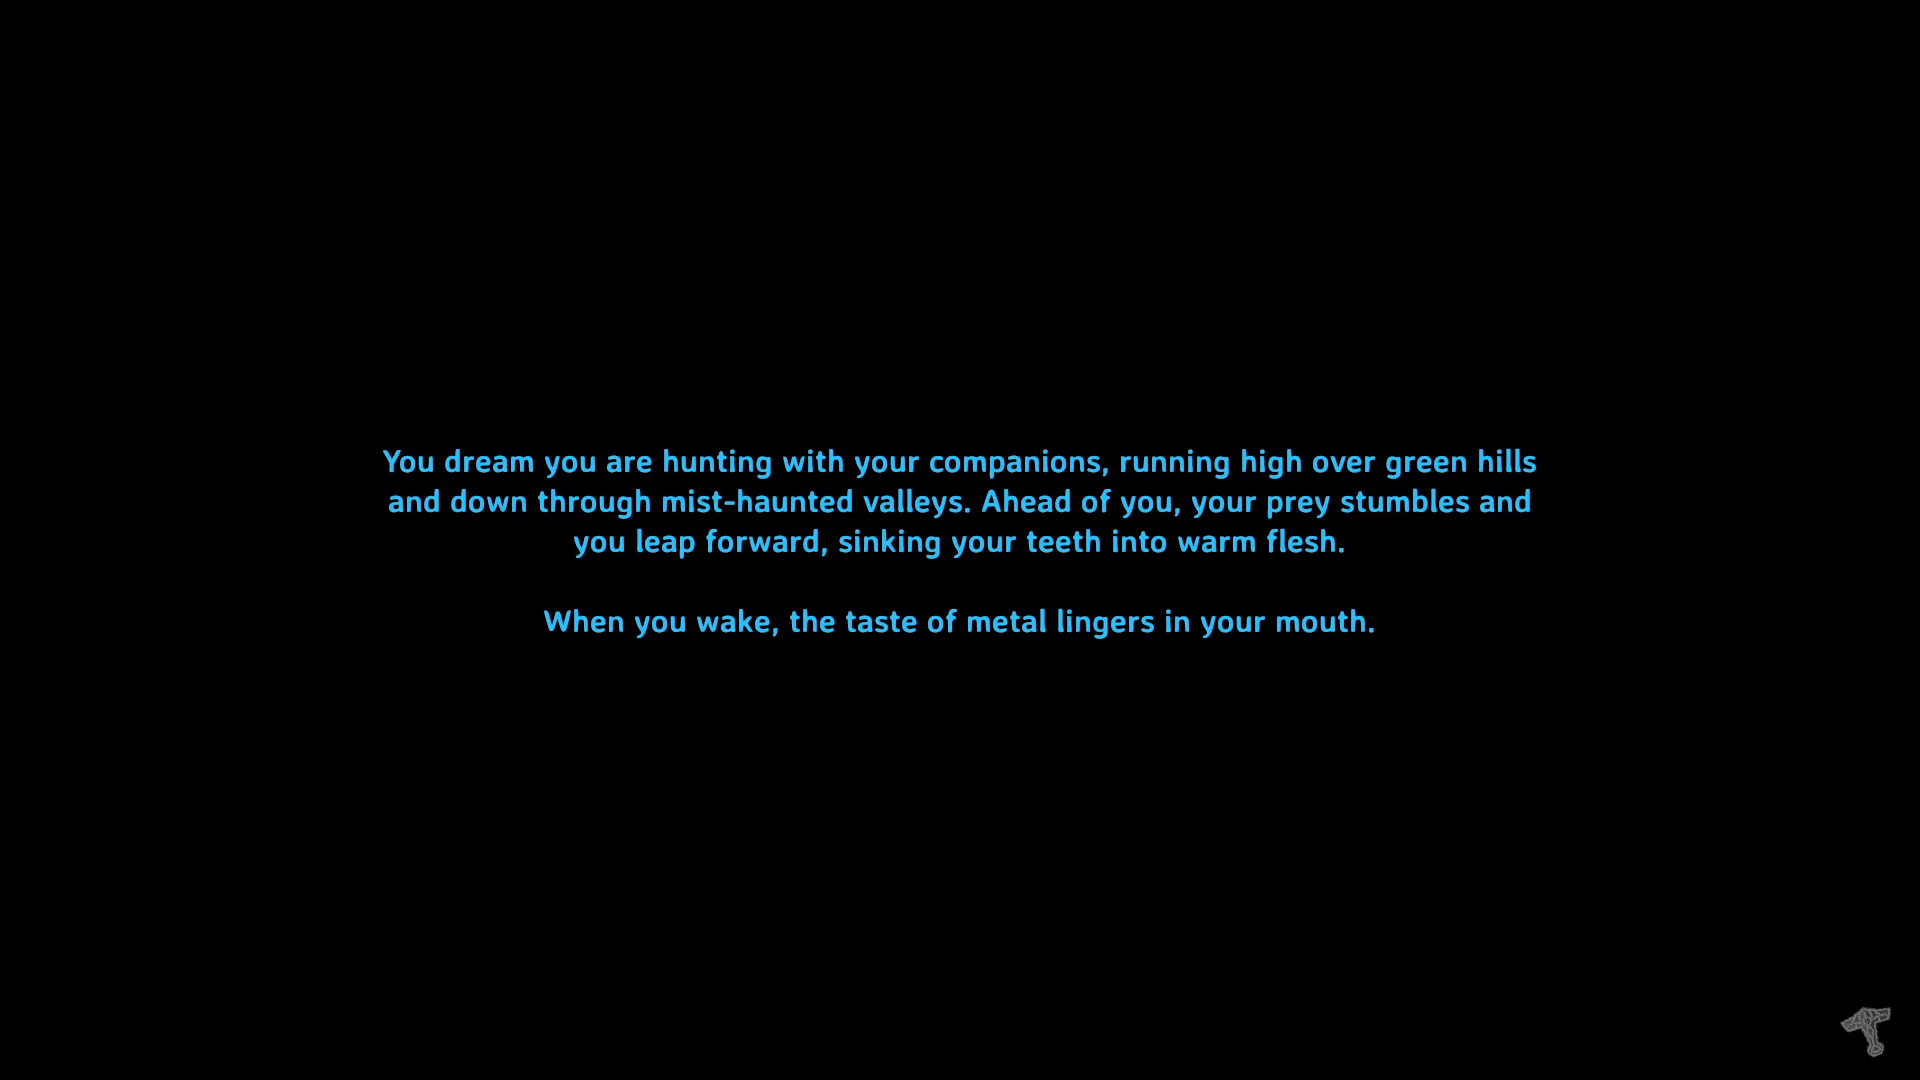 You dream you are hunting with your companions, running high over green hills
and down through mist-haunted valleys. Ahead of you, your prey stumbles and
you leap forward, sinking your teeth into warm flesh.
When you wake, the taste of metal lingers in your mouth.